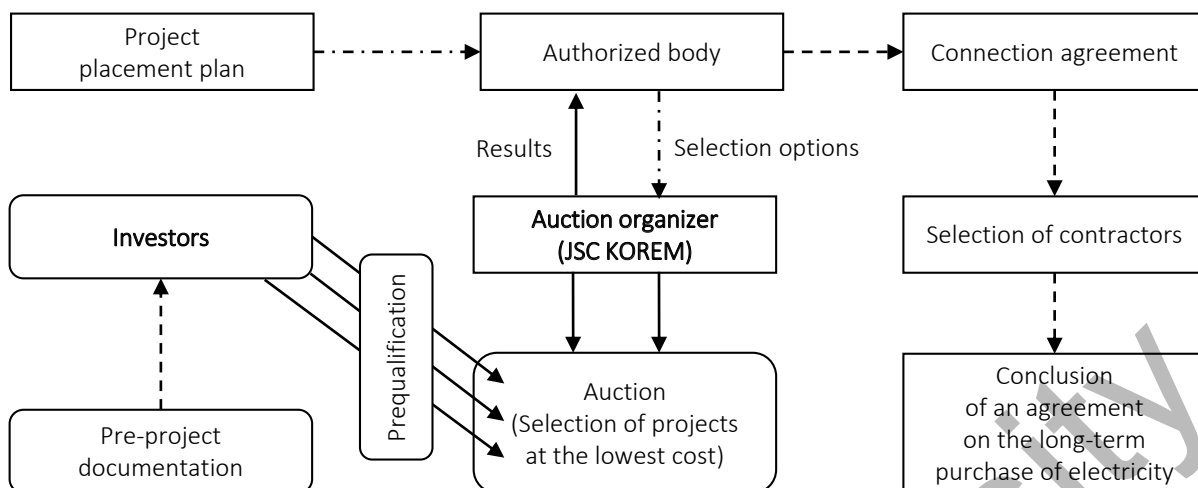 Project
placement plan
Authorized body
Connection agreement
Results
Selection options
Investors
Auction organizer
(JSC KOREM)
Selection of contractors
Prequalification
Pre-project
documentation
Auction
(Selection of projects
at the lowest cost)
Conclusion
of an agreement
on the long-term
purchase of electricity
sity